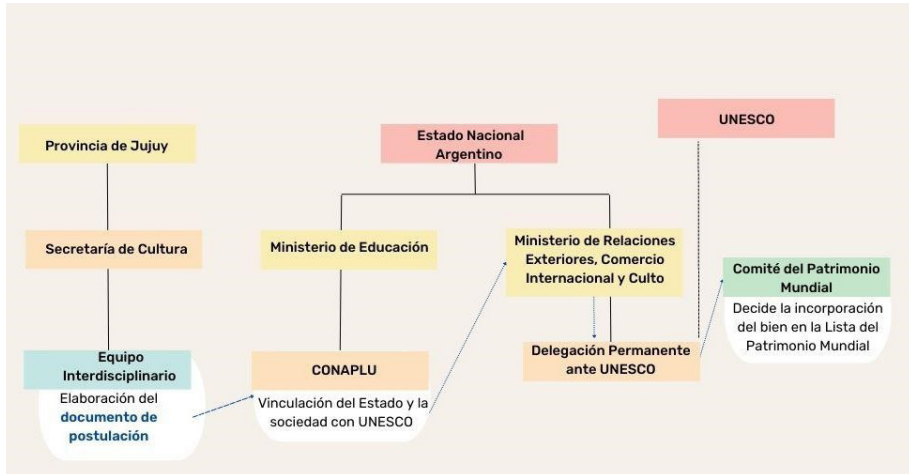 Provincia de Jujuy
Secretaría de Cultura
Equipo
Interdisciplinario
Elaboración del
documento de
postulación
Estado Nacional
Argentino
Ministerio de Educación
CONAPLU
Vinculación del Estado y la
sociedad con UNESCO
Ministerio de Relaciones
Exteriores, Comercio
Internacional y Culto
Delegación Permanente
ante UNESCO
UNESCO
Comité del Patrimonio
Mundial
Decide la incorporación
del bien en la Lista del
Patrimonio Mundial